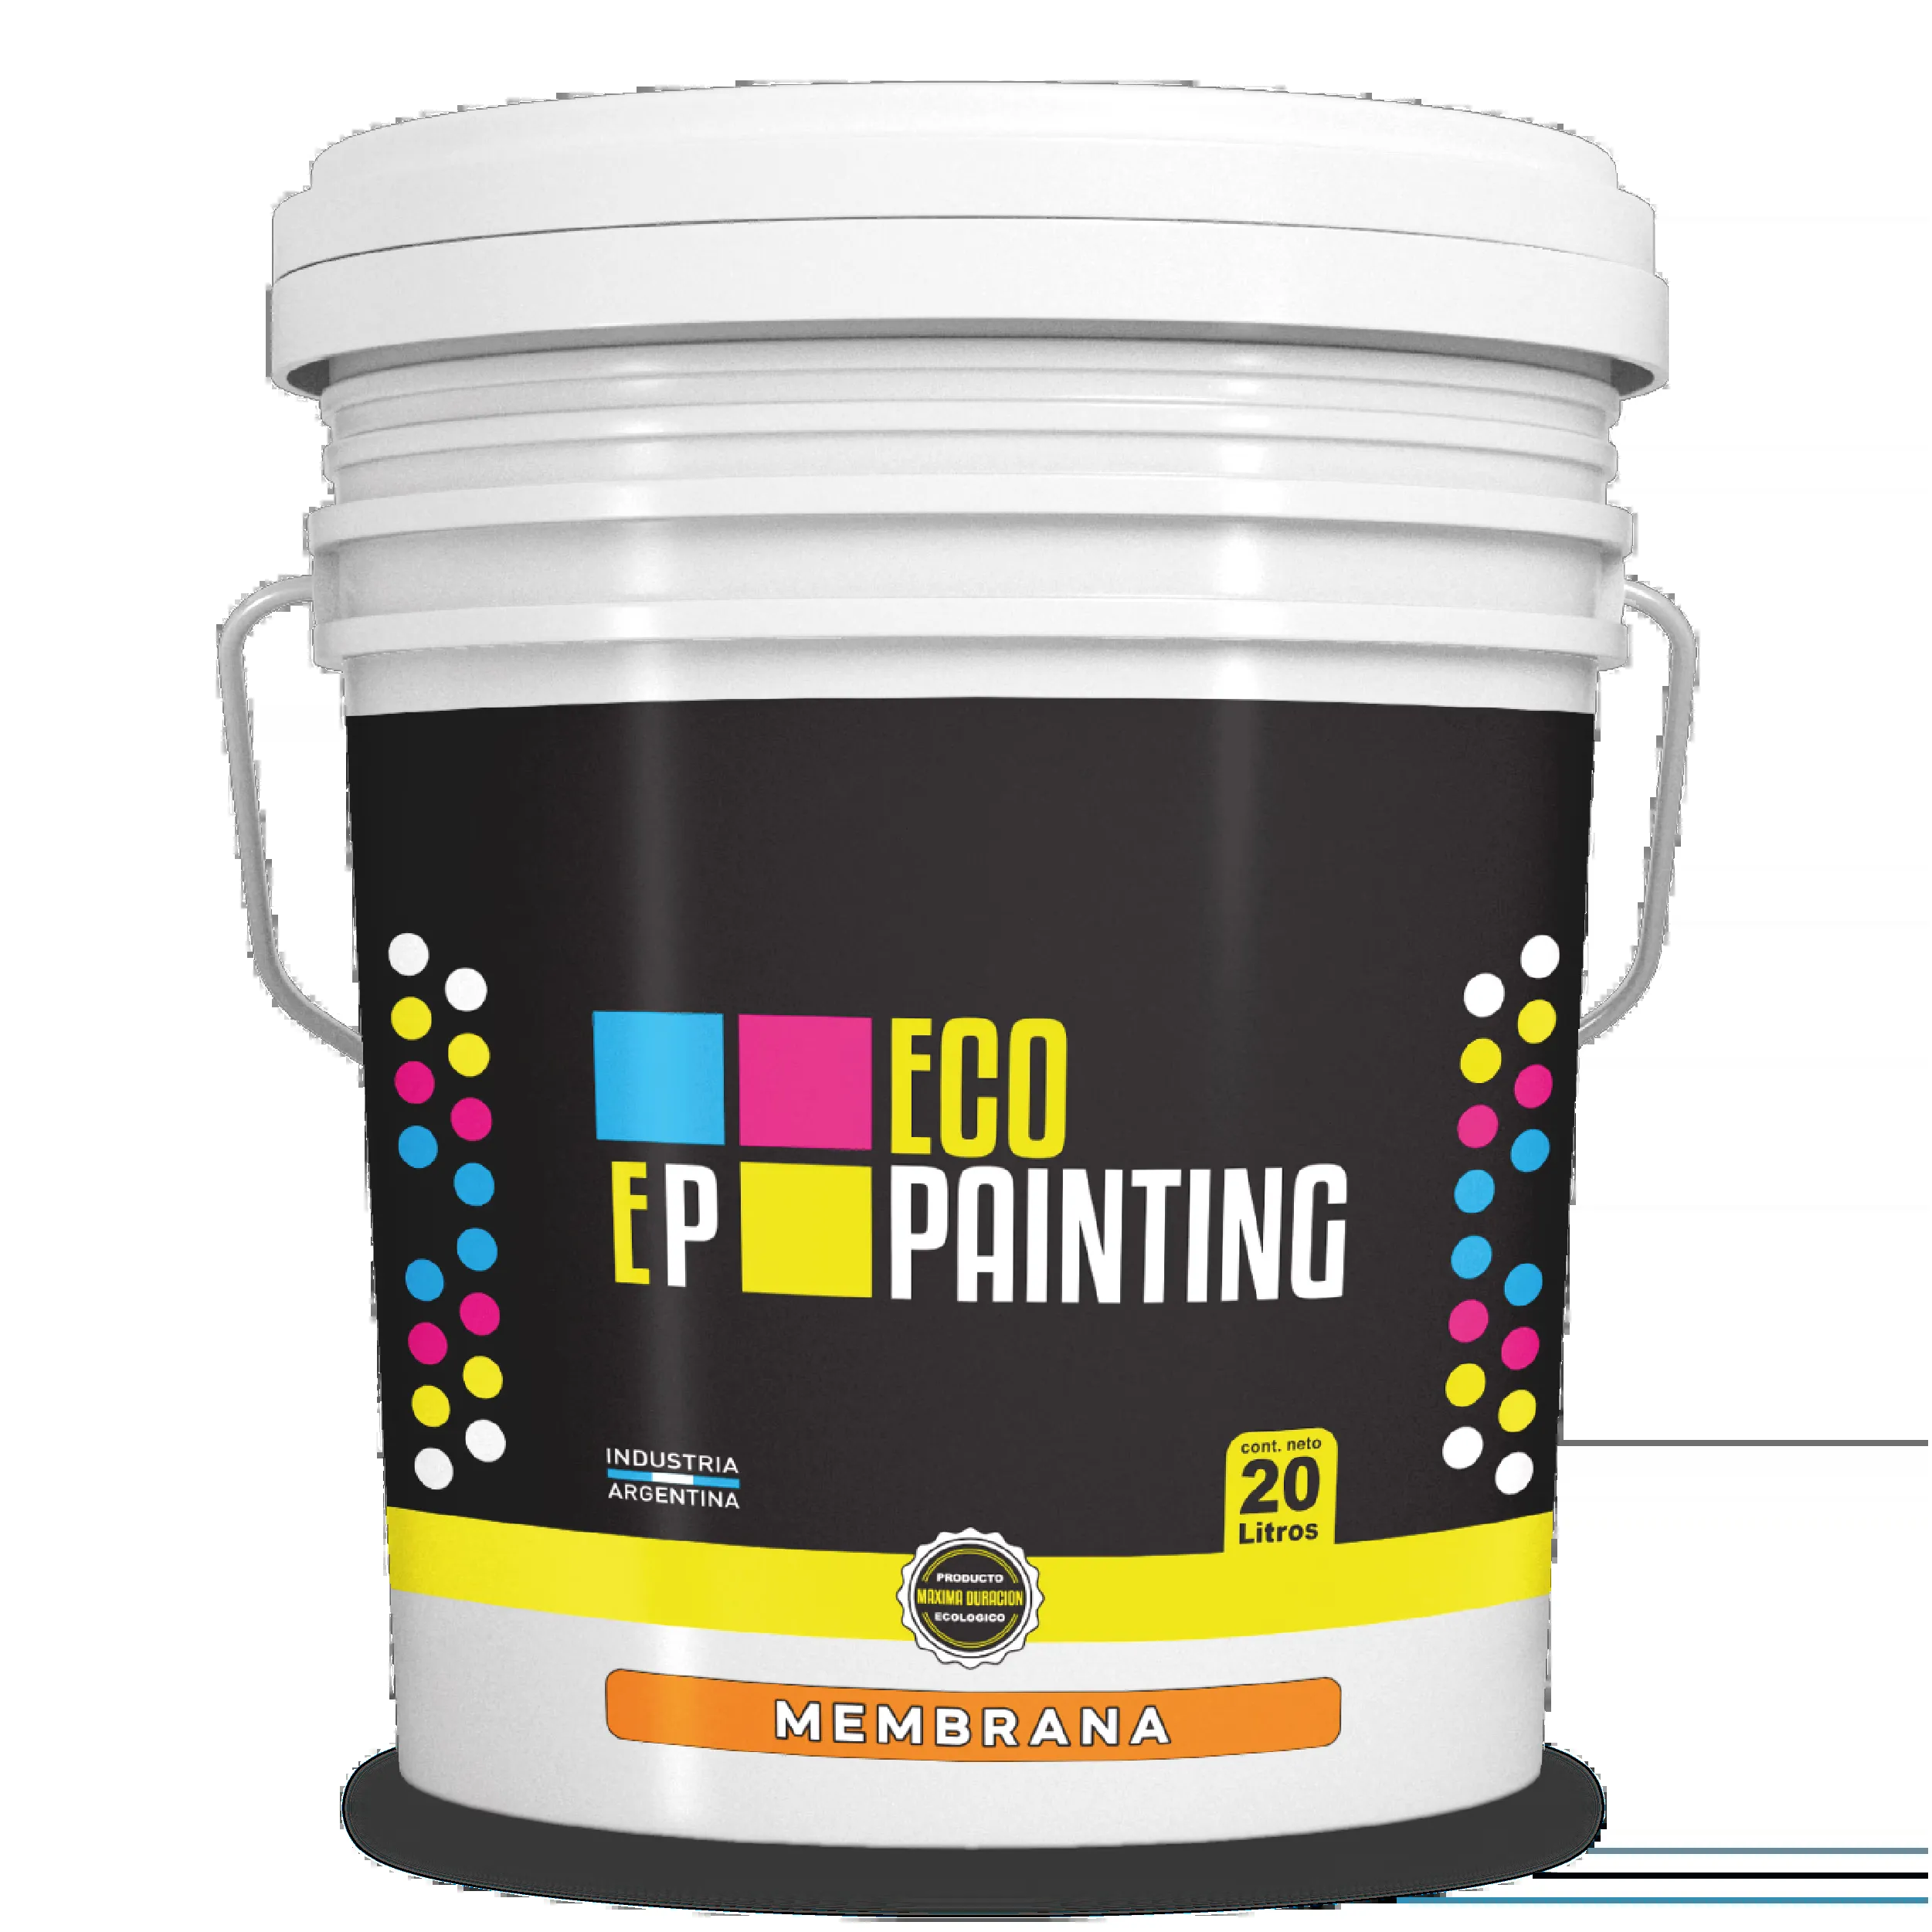 ECO
EP PAINTING
INDUSTRIA
ARGENTINA
cont. neto
20
Litros
PRODUCTO
MAXIMA DURACION
ECOLOGICO
MEMBRANA